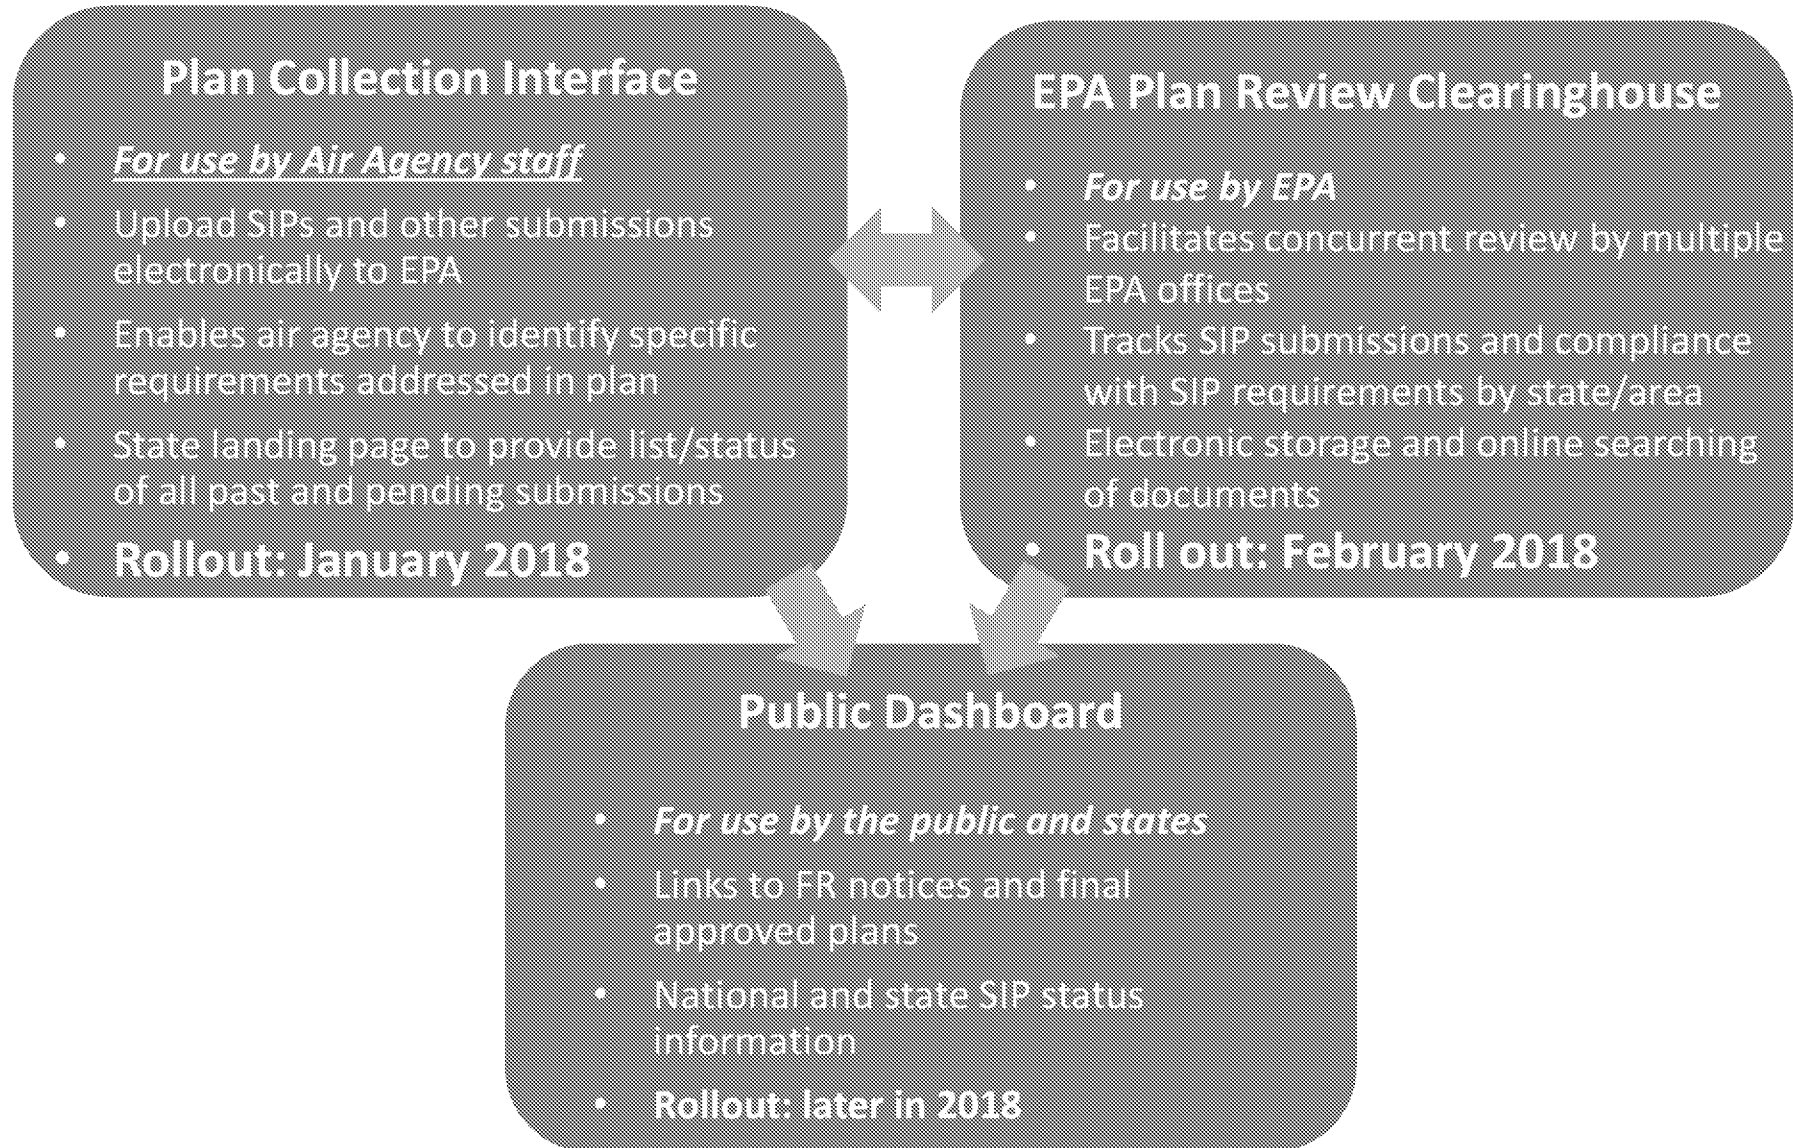 Plan Collection Interface
• For use by Air Agency staff
• Upload SIPs and other submissions
electronically to EPA
• Enables air agency to identify specific
requirements addressed in plan
• State landing page to provide list/status
of all past and pending submissions
• Rollout: January 2018
EPA Plan Review Clearinghouse
• For use by EPA
• Facilitates concurrent review by multiple
EPA offices
• Tracks SIP submissions and compliance
with SIP requirements by state/area
• Electronic storage and online searching
of documents
• Roll out: February 2018
Public Dashboard
• For use by the public and states
• Links to FR notices and final
approved plans
• National and state SIP status
information
• Rollout: later in 2018